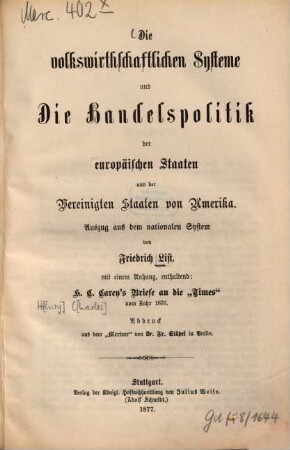 Merc. 402 x
Die
volkswirthschaftlichen Systeme
und
Die Handelspolitik
der
europäischen Staaten
und der
Vereinigten Staaten von Amerika.
Auszug aus dem nationalen System
von
Friedrich List,
mit einem Anhang, enthaltend:
H. C. Carey's Briefe an die „Times“
vom Jahr 1876.
Abdruck
aus dem „Merkur“ von Dr. Fr. Stöpel in Berlin.
Stuttgart.
Verlag der Königl. Hofbuchhandlung von Julius Weise.
1877.